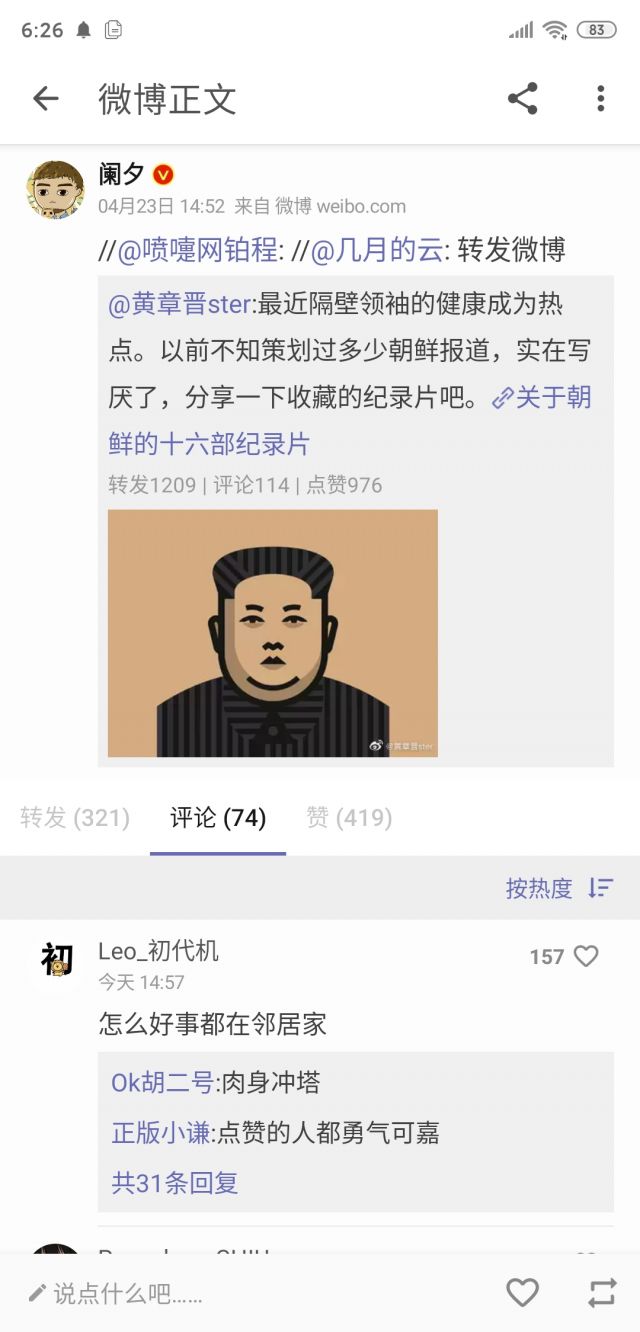 6:26
83
微博正文
阑夕
04月23日 14:52 来自 微博 weibo.com
//@喷嚏网铂程: //@几月的云: 转发微博
@黄章晋ster:最近隔壁领袖的健康成为热
点。以前不知策划过多少朝鲜报道，实在写
厌了，分享一下收藏的纪录片吧。关于朝
鲜的十六部纪录片
转发1209 | 评论114 | 点赞976
@黄章晋ster
转发 (321) 评论 (74) 赞 (419)
按热度
初
Leo_初代机
157
今天 14:57
怎么好事都在邻居家
Ok胡二号:肉身冲塔
正版小谦:点赞的人都勇气可嘉
共31条回复
说点什么吧……